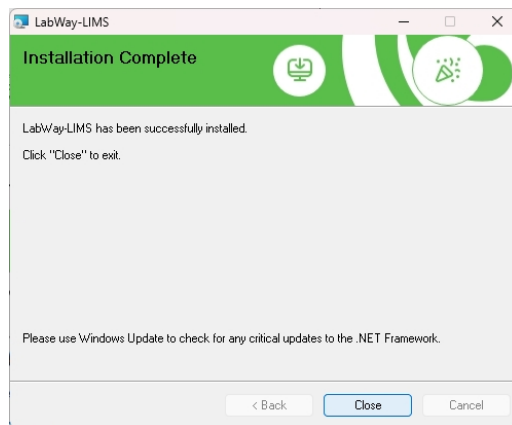 LabWay-LIMS
Installation Complete
LabWay-LIMS has been successfully installed.
Click "Close" to exit.
Please use Windows Update to check for any critical updates to the .NET Framework.
< Back
Close
Cancel